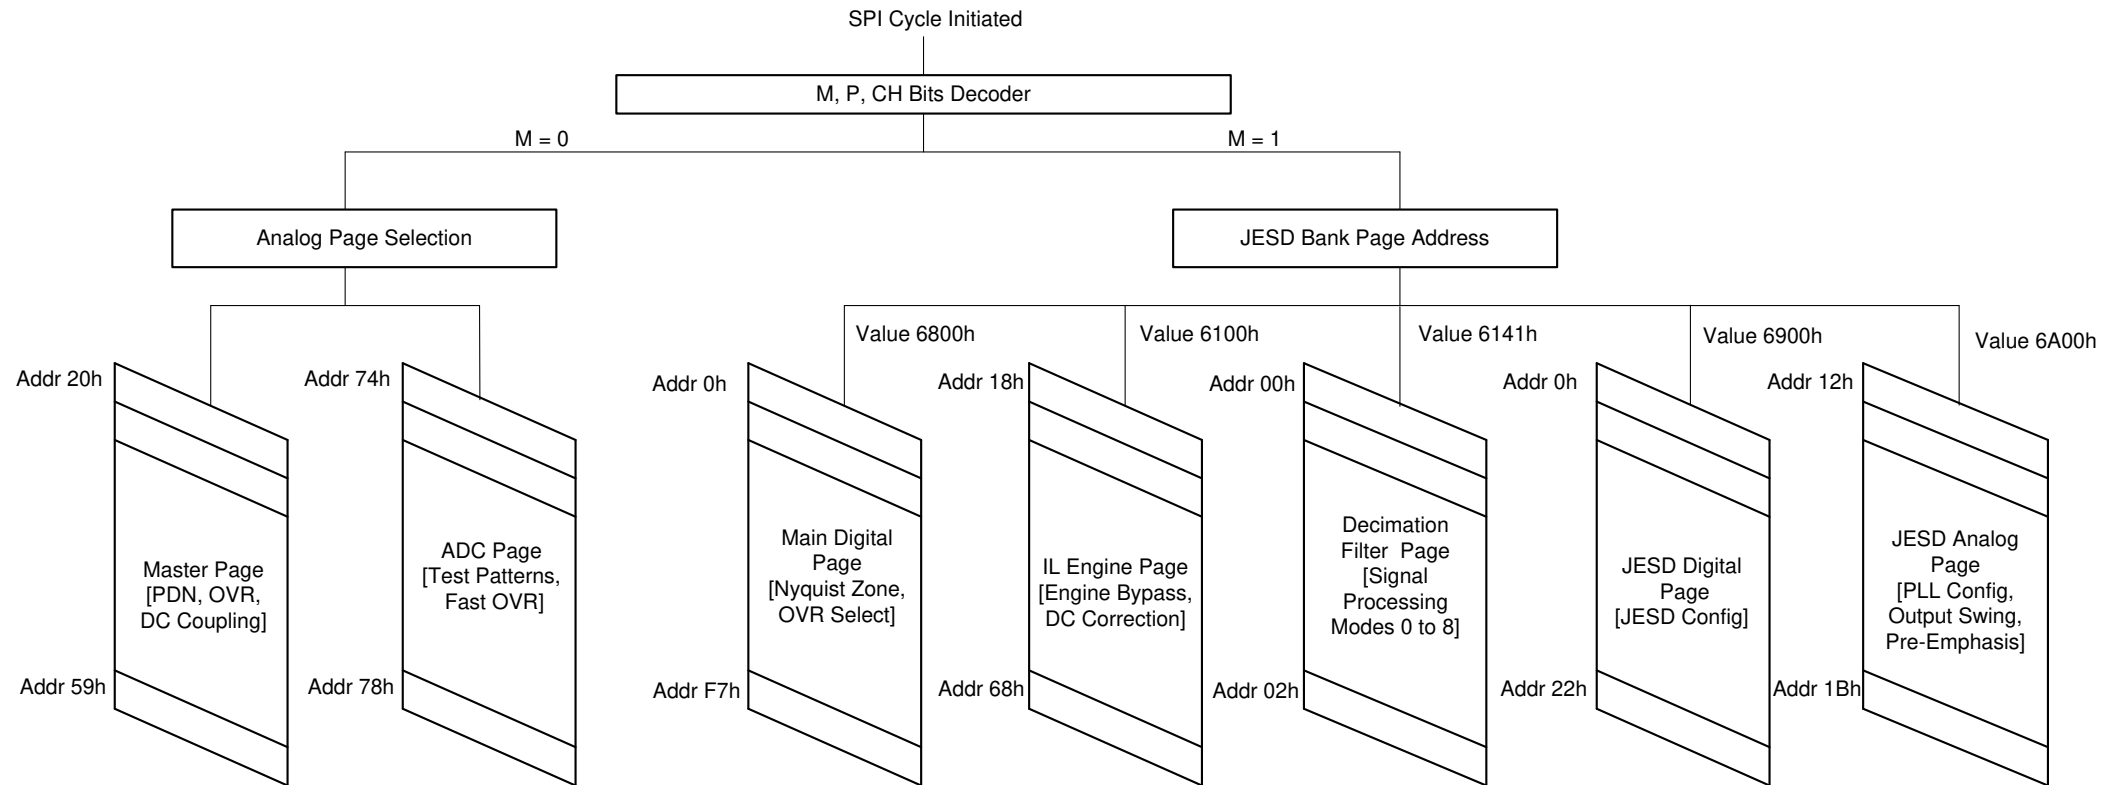 SPI Cycle Initiated
M, P, CH Bits Decoder
M = 0
M = 1
Analog Page Selection
JESD Bank Page Address
Value 6800h
Value 6100h
Value 6141h
Value 6900h
Value 6A00h
Addr 20h
Addr 74h
Addr 0h
Addr 18h
Addr 00h
Addr 0h
Addr 12h
Master Page
[PDN, OVR,
DC Coupling]
ADC Page
[Test Patterns,
Fast OVR]
Main Digital
Page
[Nyquist Zone,
OVR Select]
IL Engine Page
[Engine Bypass,
DC Correction]
Decimation
Filter Page
[Signal
Processing
Modes 0 to 8]
JESD Digital
Page
[JESD Config]
JESD Analog
Page
[PLL Config,
Output Swing,
Pre-Emphasis]
Addr 59h
Addr 78h
Addr F7h
Addr 68h
Addr 02h
Addr 22h
Addr 1Bh